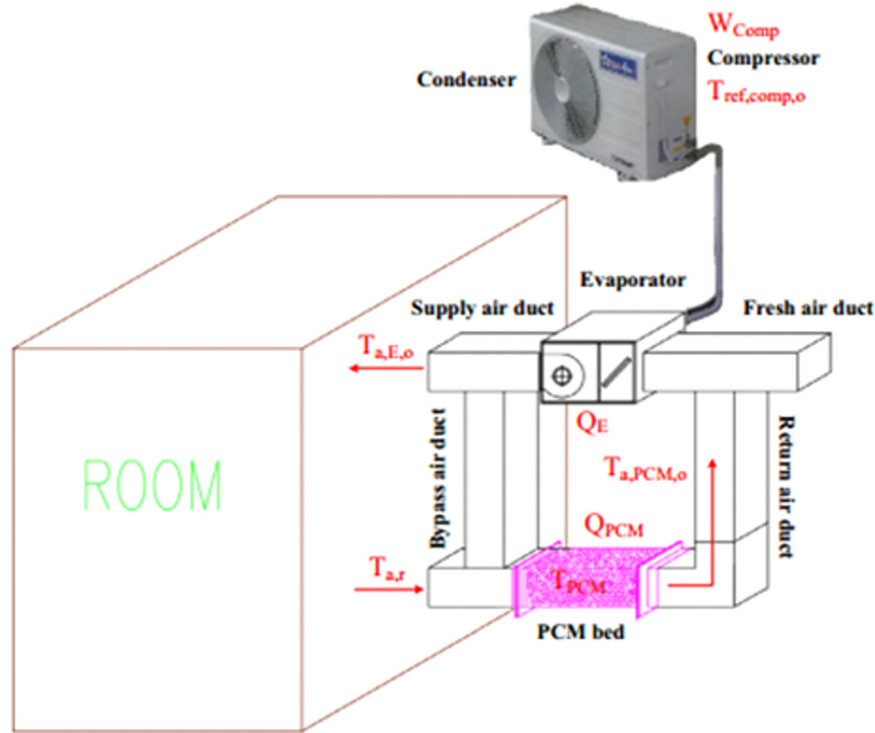 W_Comp
Compressor
T_ref,comp,o
Condenser
Evaporator
Supply air duct
Fresh air duct
T_a,E,o
Q_E
Bypass air duct
T_a,PCM,o
Return air duct
ROOM
Q_PCM
T_a,r
T_PCM
PCM bed